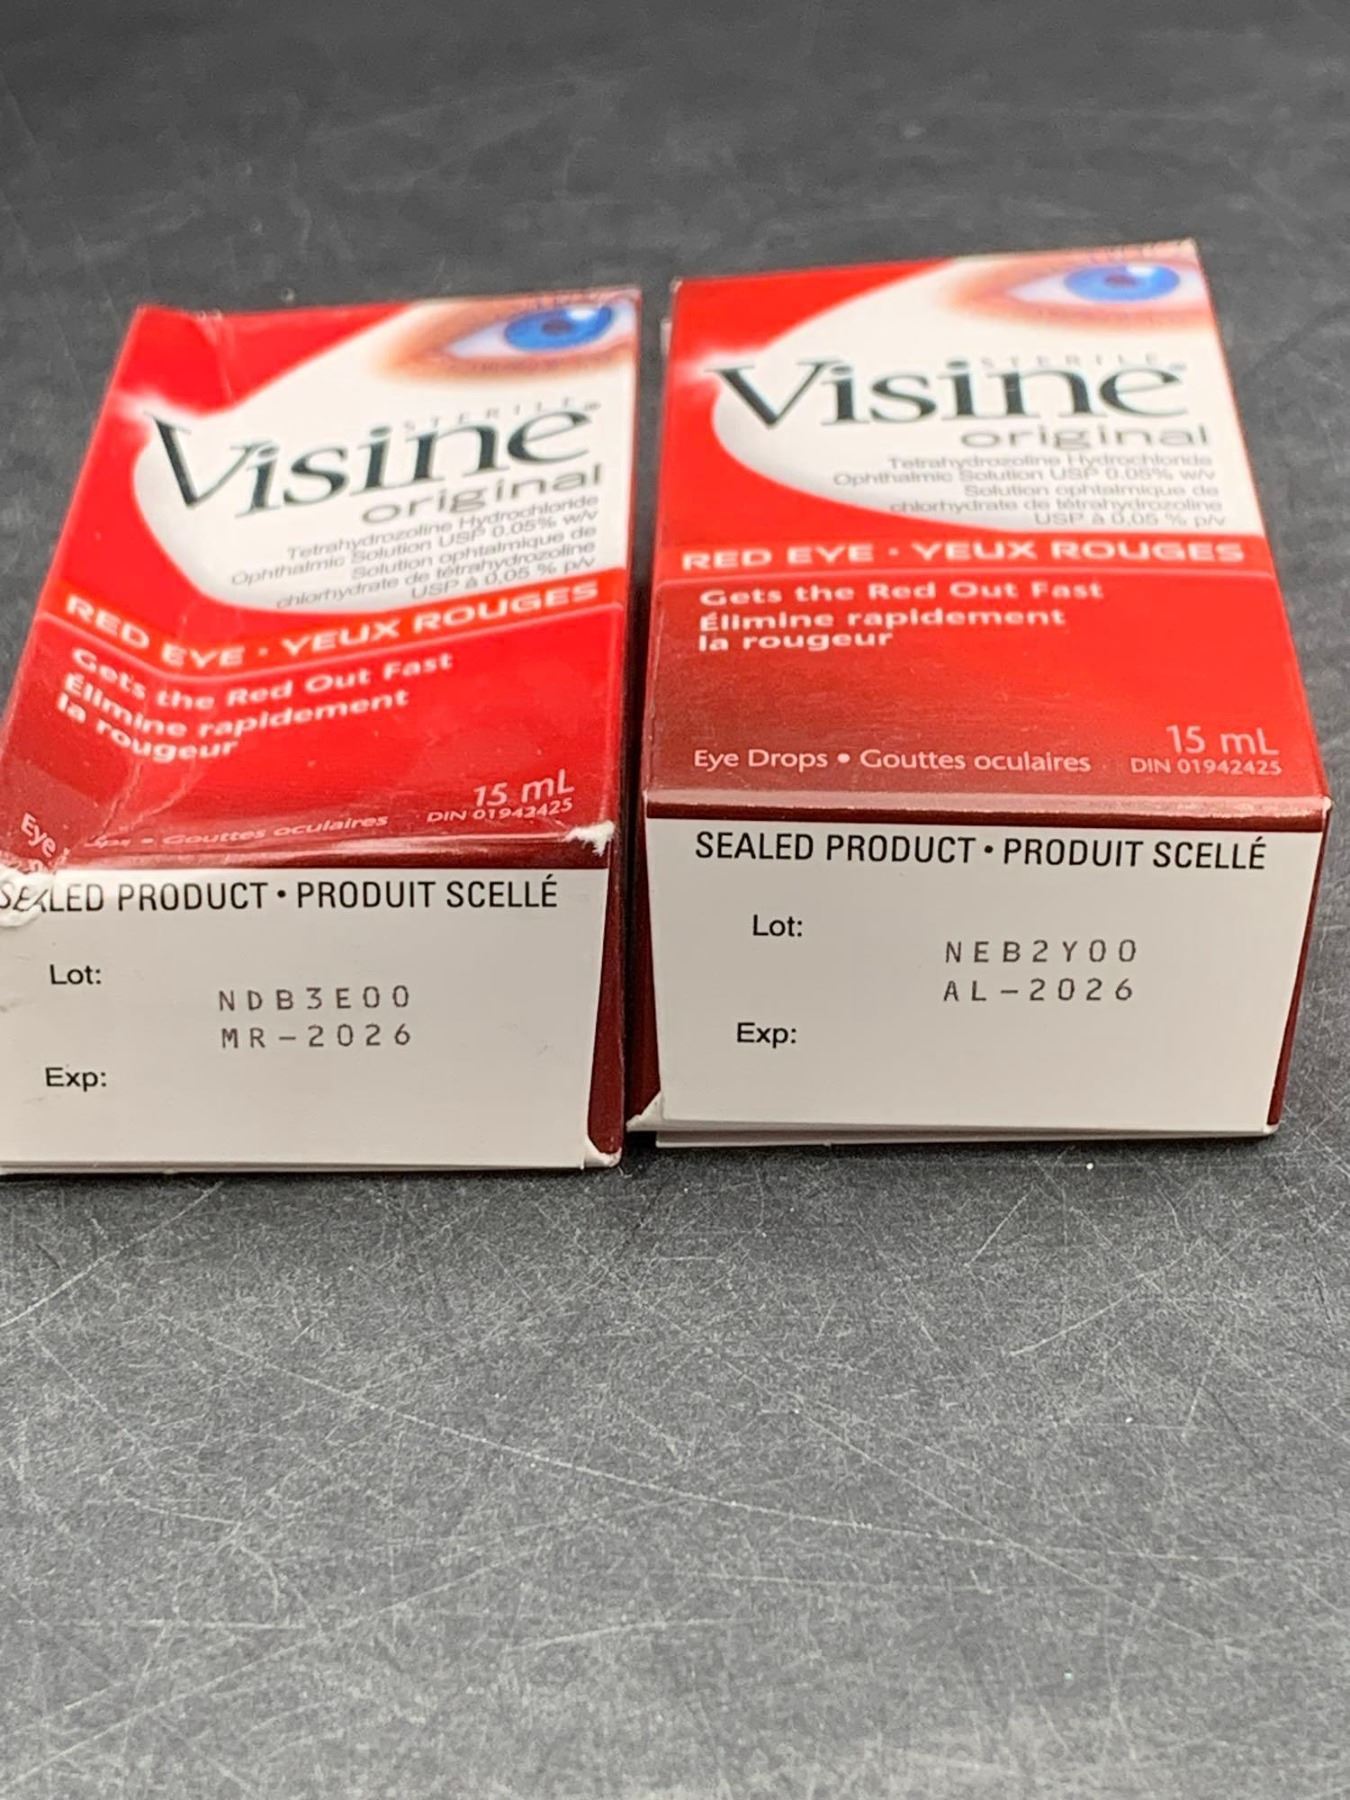 STERILE
Visine®
original
Tetrahydrozoline Hydrochloride
Ophthalmic Solution USP 0.05% w/v
Solution ophtalmique de
chlorhydrate de tétrahydrozoline
USP à 0,05 % p/v
RED EYE • YEUX ROUGES
Gets the Red Out Fast
Élimine rapidement
la rougeur
15 mL
DIN 01942425
Eye • Gouttes oculaires
SEALED PRODUCT • PRODUIT SCELLÉ
Lot:
NDB3E00
MR-2026
Exp:
STERILE
Visine®
original
Tetrahydrozoline Hydrochloride
Ophthalmic Solution USP 0.05% w/v
Solution ophtalmique de
chlorhydrate de tétrahydrozoline
USP à 0,05 % p/v
RED EYE • YEUX ROUGES
Gets the Red Out Fast
Élimine rapidement
la rougeur
15 mL
Eye Drops • Gouttes oculaires DIN 01942425
SEALED PRODUCT • PRODUIT SCELLÉ
Lot:
NEB2Y00
AL-2026
Exp: